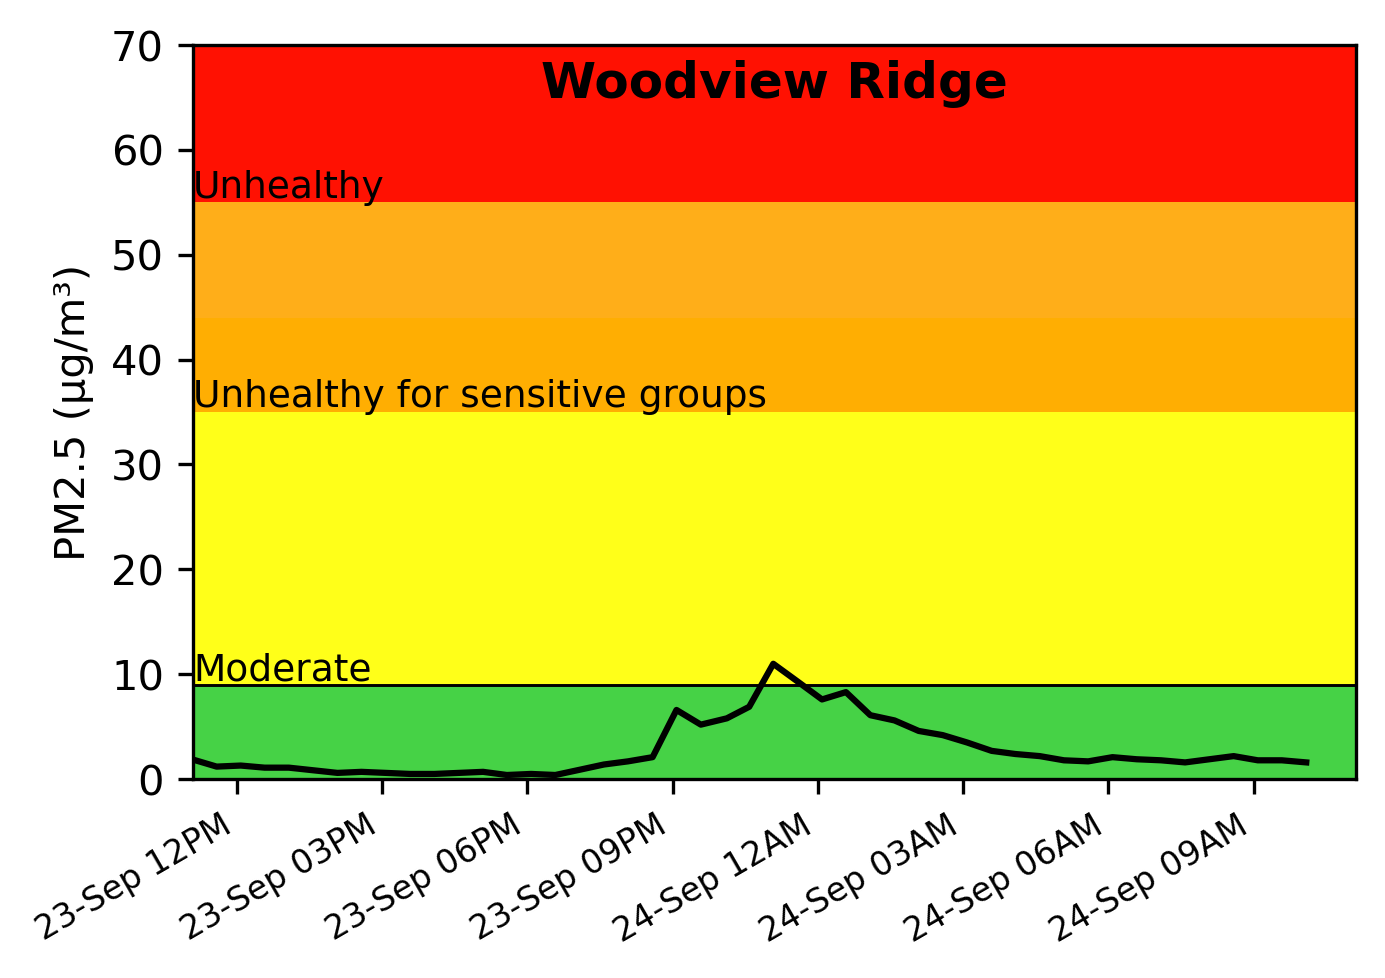 Woodview Ridge
PM2.5 (µg/m³)
70
60
50
40
30
20
10
0
Unhealthy
Unhealthy for sensitive groups
Moderate
23-Sep 12PM
23-Sep 03PM
23-Sep 06PM
23-Sep 09PM
24-Sep 12AM
24-Sep 03AM
24-Sep 06AM
24-Sep 09AM